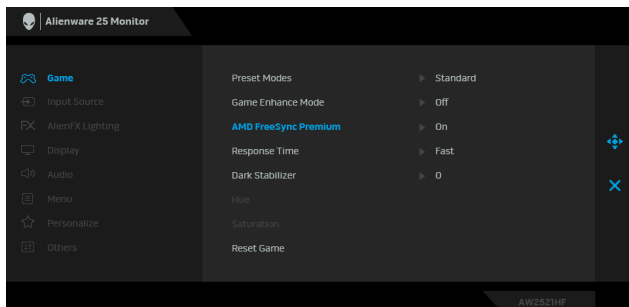 Alienware 25 Monitor
Game
Input Source
FX AlienFX Lighting
Display
Audio
Menu
Personalize
Others
Preset Modes Standard
Game Enhance Mode Off
AMD FreeSync Premium On
Response Time Fast
Dark Stabilizer 0
Hue
Saturation
Reset Game
AW2521HF